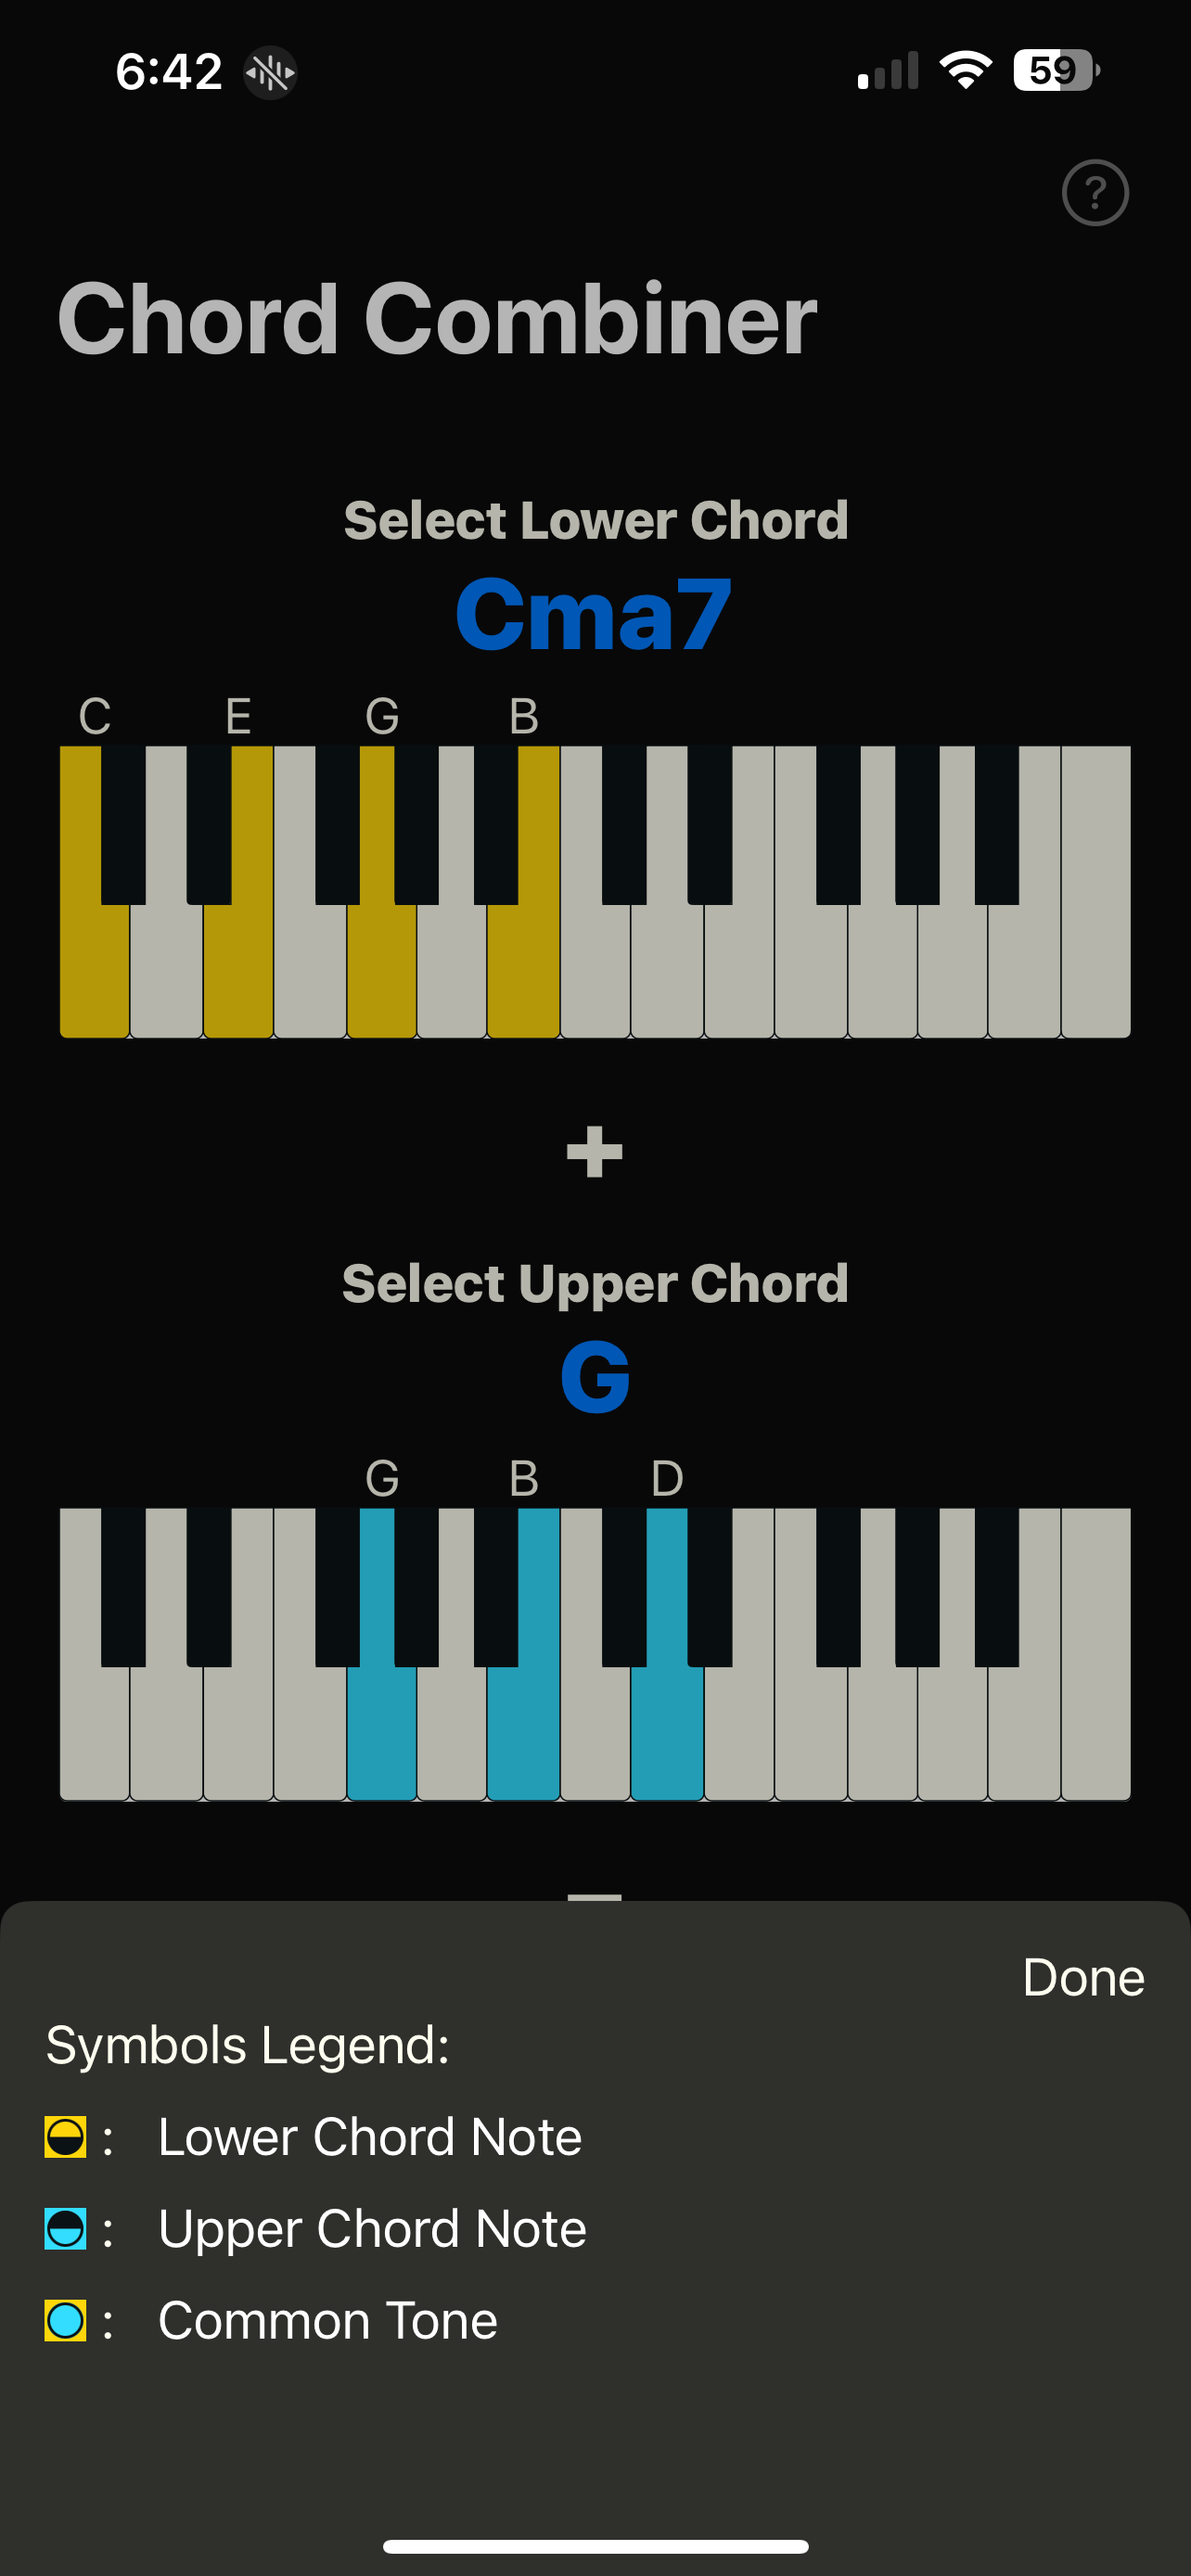 6:42
59
?
Chord Combiner
Select Lower Chord
Cma7
C E G B
+
Select Upper Chord
G
G B D
Done
Symbols Legend:
: Lower Chord Note
: Upper Chord Note
: Common Tone